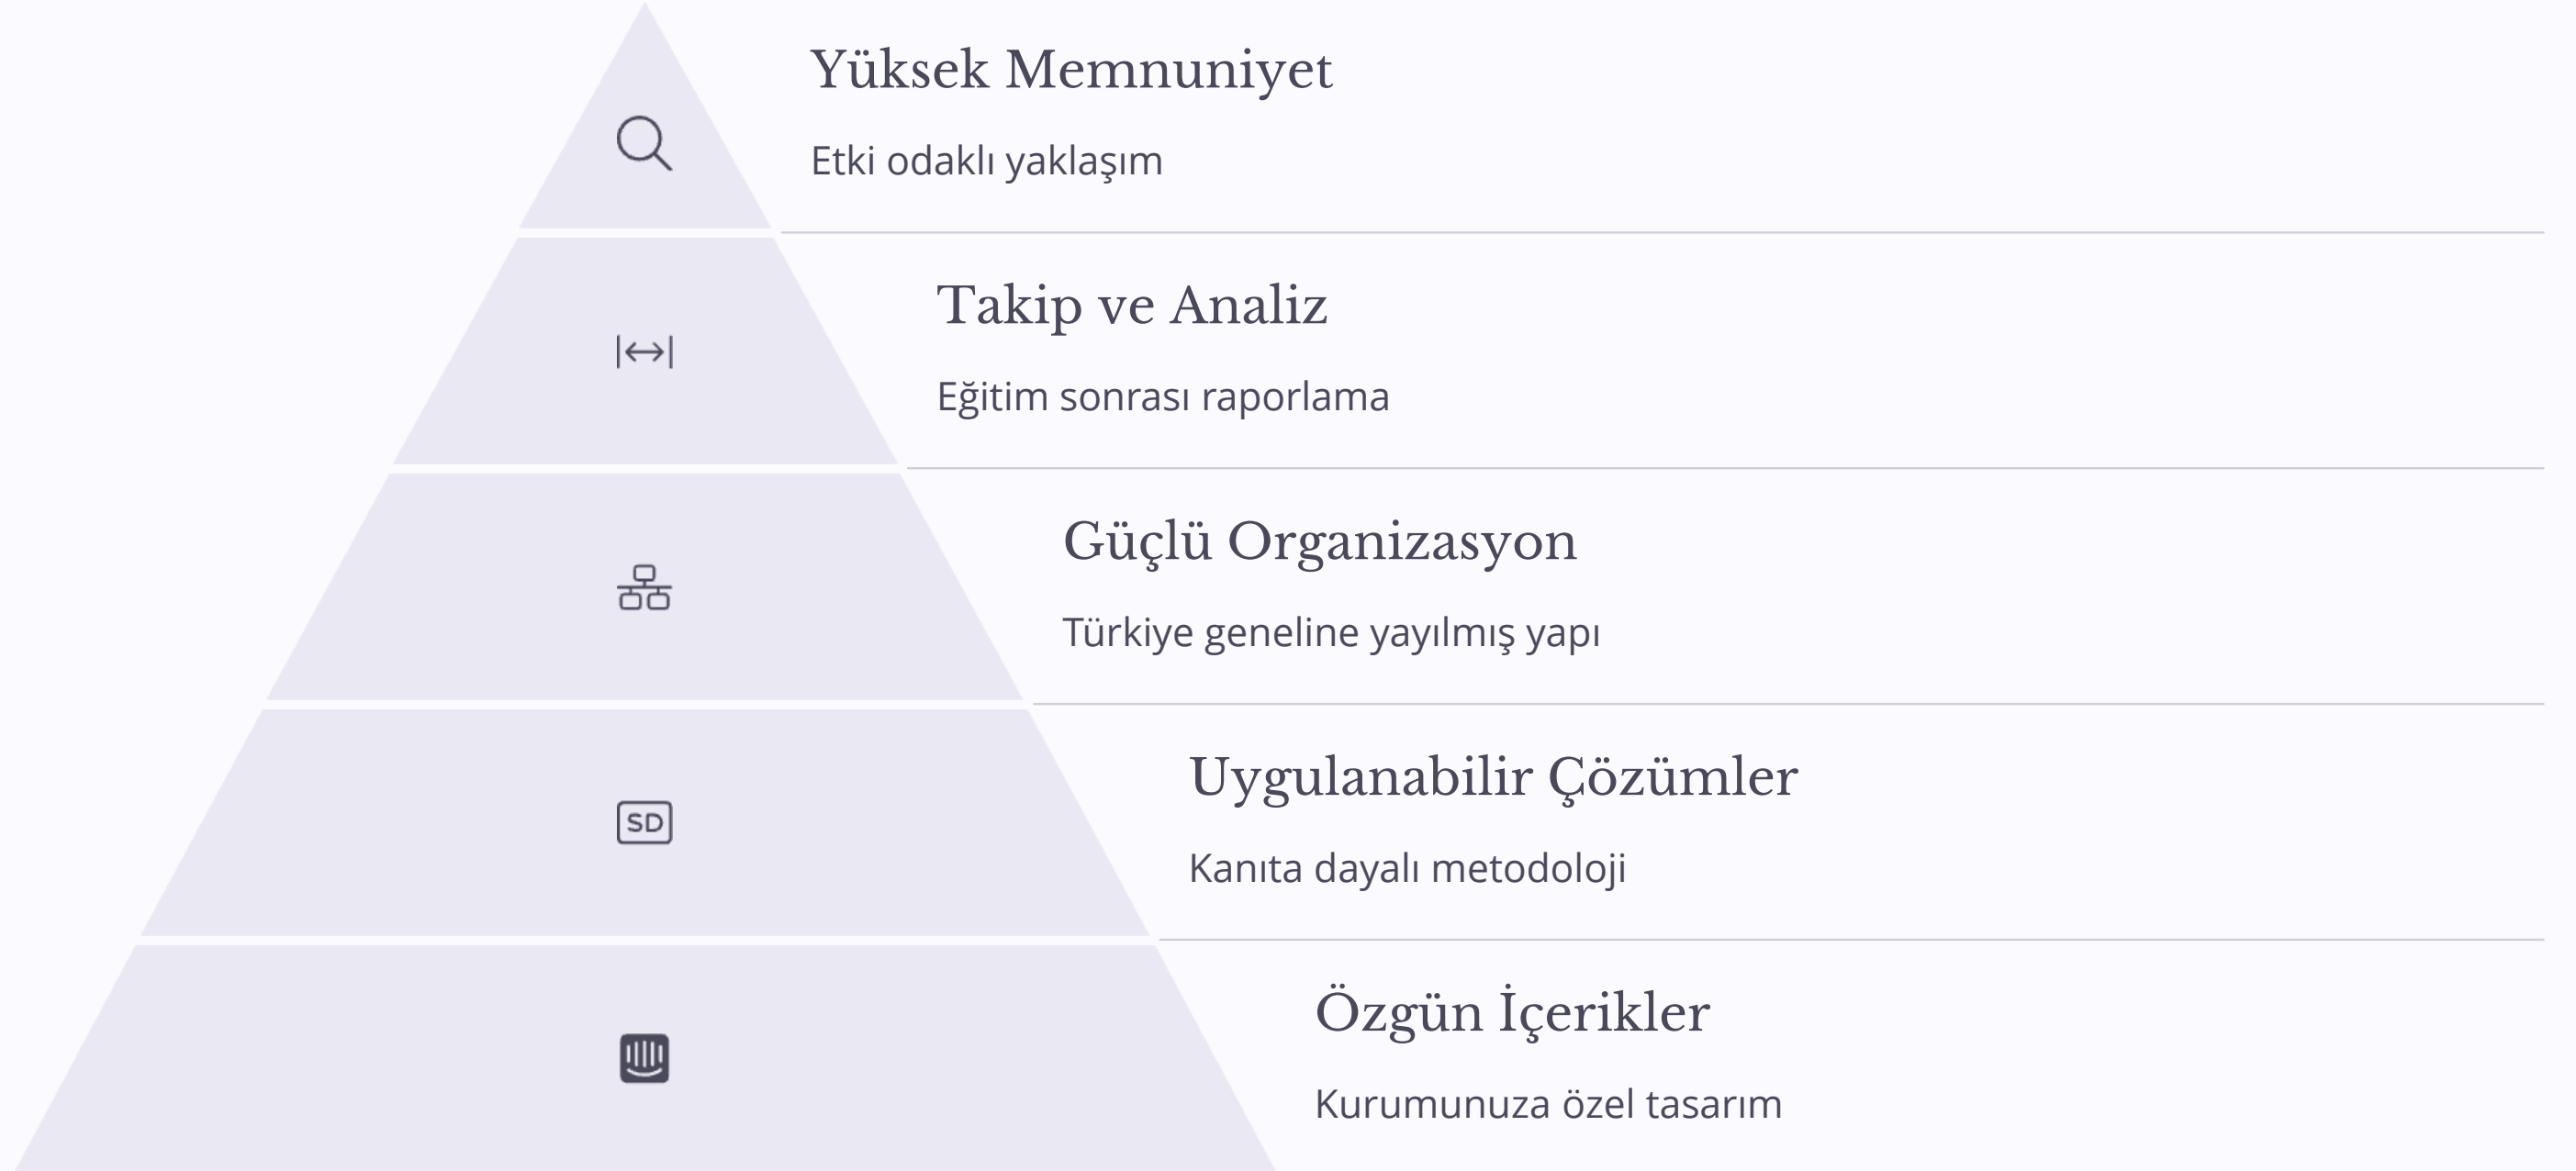 Yüksek Memnuniyet
Etki odaklı yaklaşım
Takip ve Analiz
Eğitim sonrası raporlama
Güçlü Organizasyon
Türkiye geneline yayılmış yapı
SD
Uygulanabilir Çözümler
Kanıta dayalı metodoloji
Özgün İçerikler
Kurumunuza özel tasarım